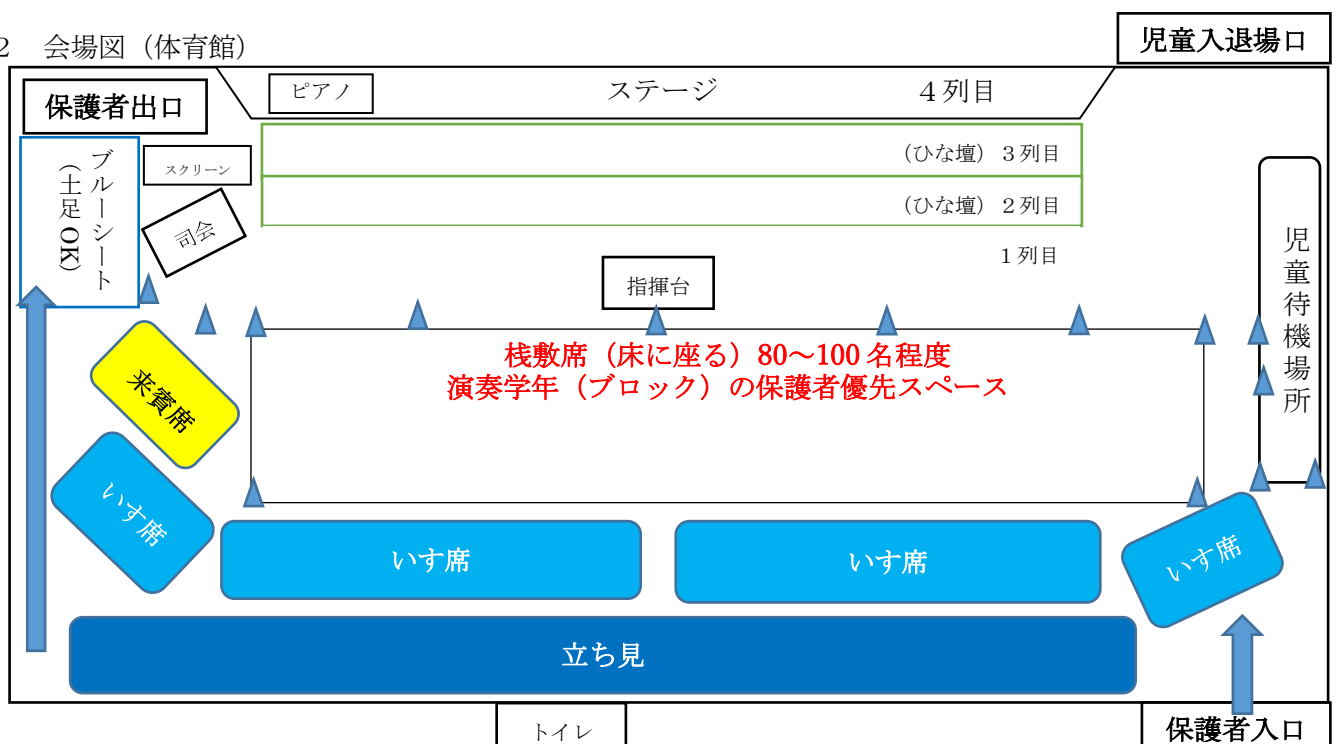 2　会場図（体育館）
児童入退場口
保護者出口
ピアノ
ステージ
４列目
ブルーシート
（土足OK）
スクリーン
（ひな壇）３列目
司会
（ひな壇）２列目
１列目
指揮台
児童待機場所
桟敷席（床に座る）80～100名程度
演奏学年（ブロック）の保護者優先スペース
来賓席
いす席
いす席
いす席
いす席
立ち見
トイレ
保護者入口